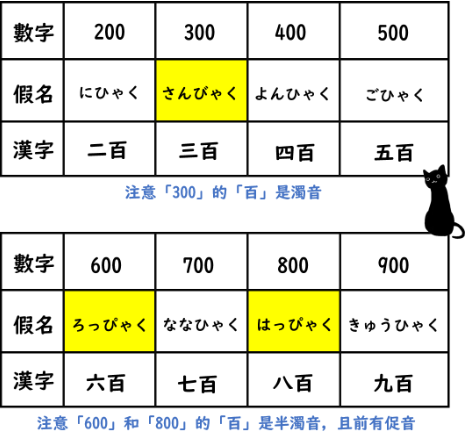 數字 200 300 400 500
假名 にひゃく さんびゃく よんひゃく ごひゃく
漢字 二百 三百 四百 五百
注意「300」的「百」是濁音
數字 600 700 800 900
假名 ろっぴゃく ななひゃく はっぴゃく きゅうひゃく
漢字 六百 七百 八百 九百
注意「600」和「800」的「百」是半濁音，且前有促音